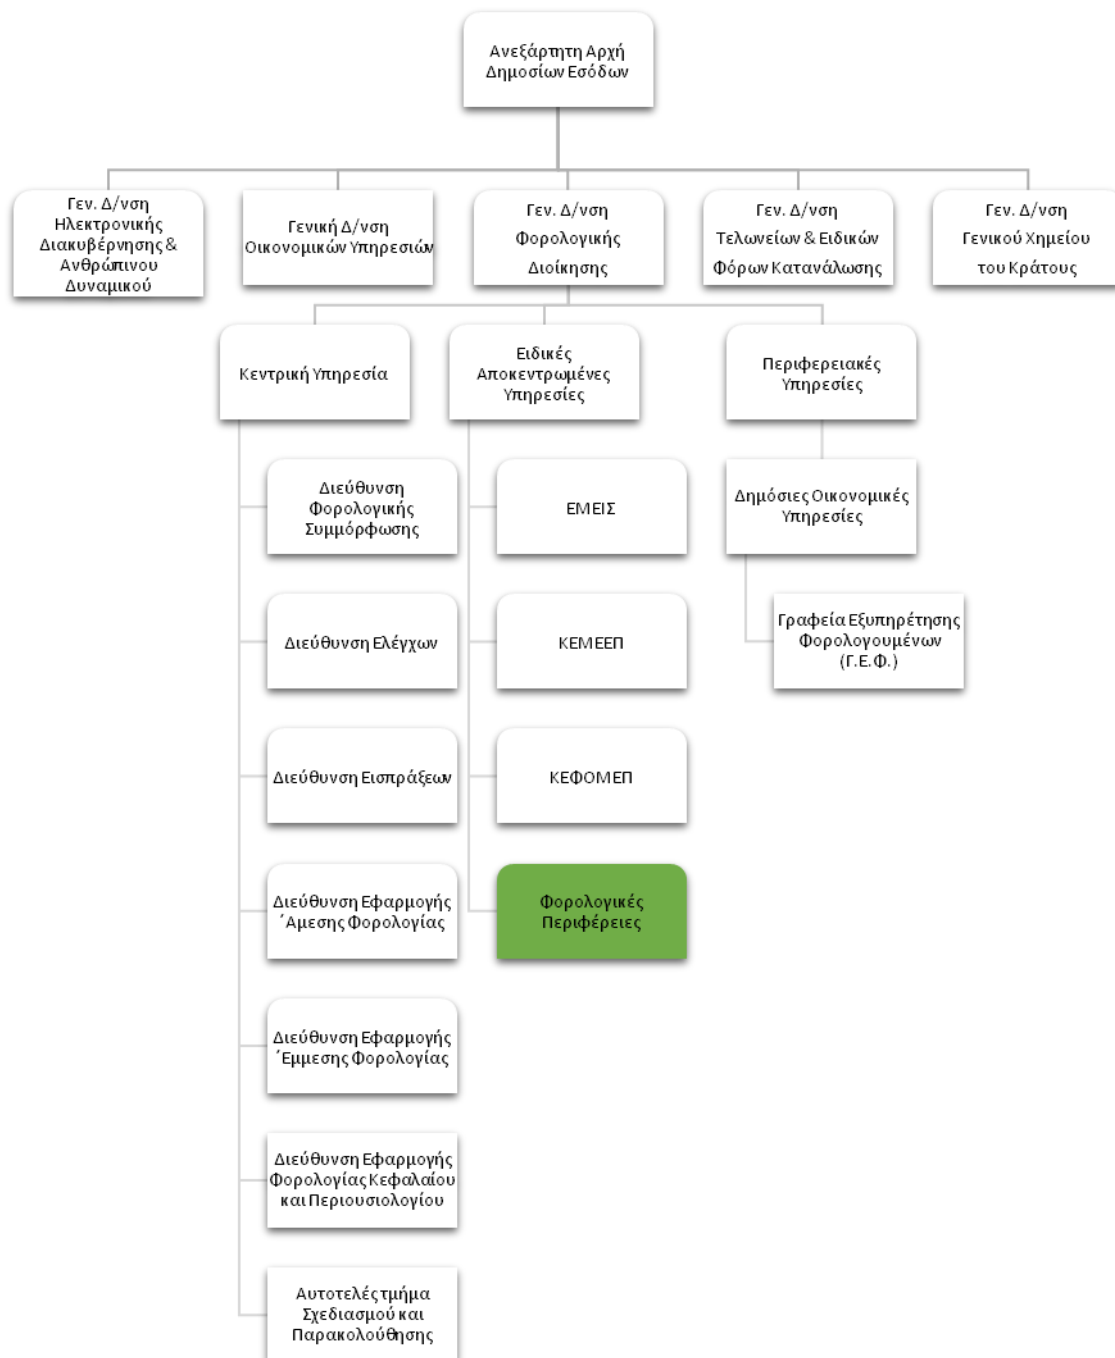 Ανεξάρτητη Αρχή
Δημοσίων Εσόδων
Γεν. Δ/νση
Ηλεκτρονικής
Διακυβέρνησης &
Ανθρώπινου
Δυναμικού
Γενική Δ/νση
Οικονομικών Υπηρεσιών
Γεν. Δ/νση
Φορολογικής
Διοίκησης
Γεν. Δ/νση
Τελωνείων & Ειδικών
Φόρων Κατανάλωσης
Γεν. Δ/νση
Γενικού Χημείου
του Κράτους
Κεντρική Υπηρεσία
Ειδικές
Αποκεντρωμένες
Υπηρεσίες
Περιφερειακές
Υπηρεσίες
Διεύθυνση
Φορολογικής
Συμμόρφωσης
Διεύθυνση Ελέγχων
Διεύθυνση Εισπράξεων
Διεύθυνση Εφαρμογής
΄Αμεσης Φορολογίας
Διεύθυνση Εφαρμογής
΄Εμμεσης Φορολογίας
Διεύθυνση Εφαρμογής
Φορολογίας Κεφαλαίου
και Περιουσιολογίου
Αυτοτελές τμήμα
Σχεδιασμού και
Παρακολούθησης
ΕΜΕΙΣ
ΚΕΜΕΕΠ
ΚΕΦΟΜΕΠ
Φορολογικές
Περιφέρειες
Δημόσιες Οικονομικές
Υπηρεσίες
Γραφεία Εξυπηρέτησης
Φορολογουμένων
(Γ.Ε.Φ.)